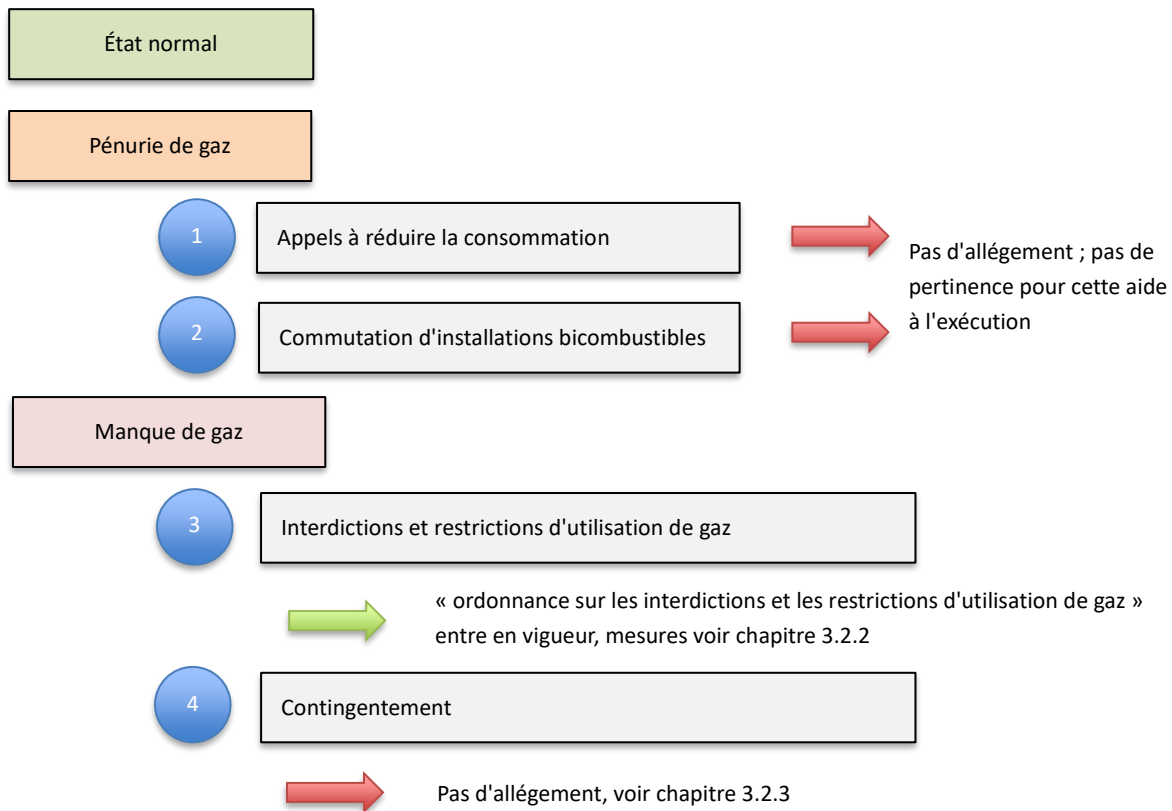 État normal
Pénurie de gaz
1
Appels à réduire la consommation
2
Commutation d'installations bicombustibles
Pas d'allégement ; pas de
pertinence pour cette aide
à l'exécution
Manque de gaz
3
Interdictions et restrictions d'utilisation de gaz
« ordonnance sur les interdictions et les restrictions d'utilisation de gaz »
entre en vigueur, mesures voir chapitre 3.2.2
4
Contingentement
Pas d'allégement, voir chapitre 3.2.3